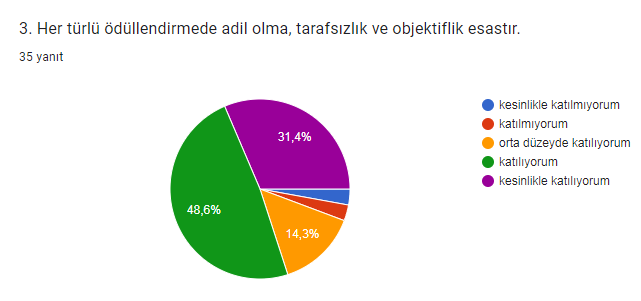 3. Her türlü ödüllendirmede adil olma, tarafsızlık ve objektiflik esastır.
35 yanıt
kesinlikle katılmıyorum
katılmıyorum
orta düzeyde katılıyorum
katılıyorum
kesinlikle katılıyorum
31,4%
48,6%
14,3%